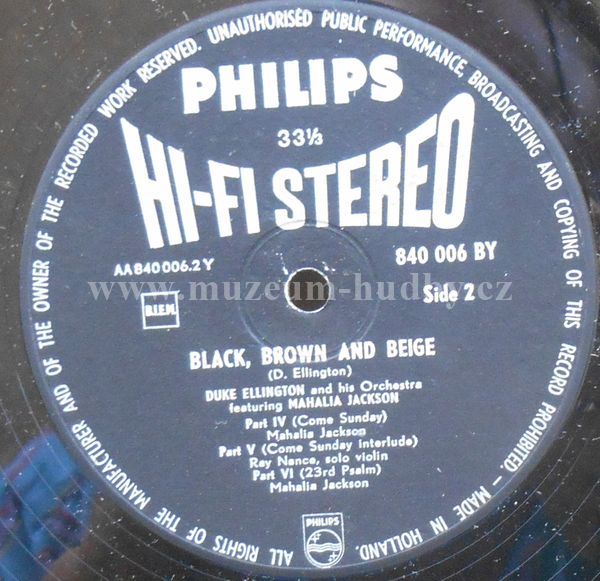 ALL RIGHTS OF THE MANUFACTURER AND OF THE OWNER OF THE RECORDED WORK RESERVED. UNAUTHORISED PUBLIC PERFORMANCE, BROADCASTING AND COPYING OF THIS RECORD PROHIBITED. – MADE IN HOLLAND.
PHILIPS
33⅓
HI-FI STEREO
AA 840 006.2 Y
840 006 BY
www.muzeum-hudby.cz
B.I.E.M.
Side 2
BLACK, BROWN AND BEIGE
(D. Ellington)
DUKE ELLINGTON and his Orchestra
featuring MAHALIA JACKSON
Part IV (Come Sunday)
Mahalia Jackson
Part V (Come Sunday interlude)
Ray Nance, solo violin
Part VI (23rd Psalm)
Mahalia Jackson
PHILIPS